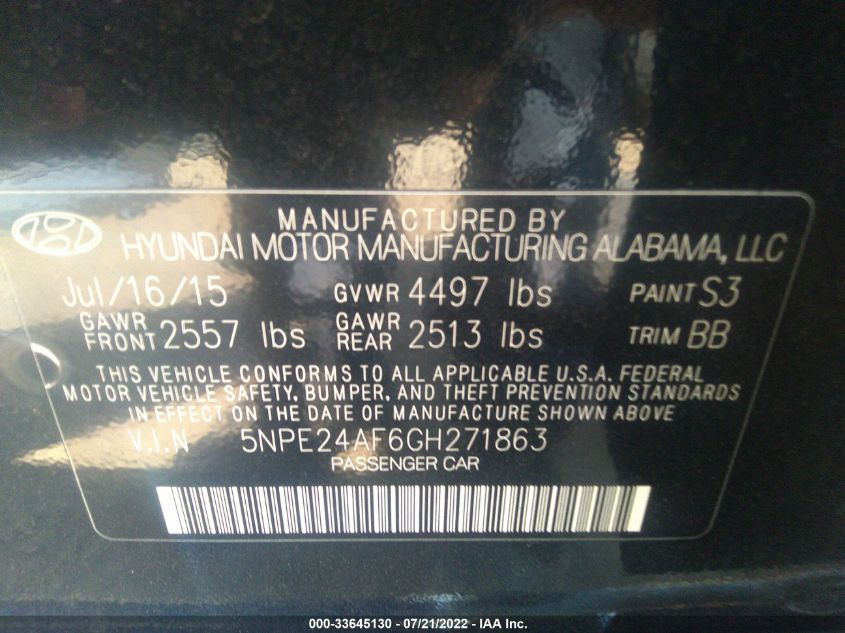 MANUFACTURED BY
HYUNDAI MOTOR MANUFACTURING ALABAMA, LLC
Jul/16/15 GVWR 4497 lbs PAINT S3
GAWR FRONT 2557 lbs GAWR REAR 2513 lbs TRIM BB
THIS VEHICLE CONFORMS TO ALL APPLICABLE U.S.A. FEDERAL
MOTOR VEHICLE SAFETY, BUMPER, AND THEFT PREVENTION STANDARDS
IN EFFECT ON THE DATE OF MANUFACTURE SHOWN ABOVE
V.I.N 5NPE24AF6GH271863
PASSENGER CAR
000-33645130 - 07/21/2022 - IAA Inc.